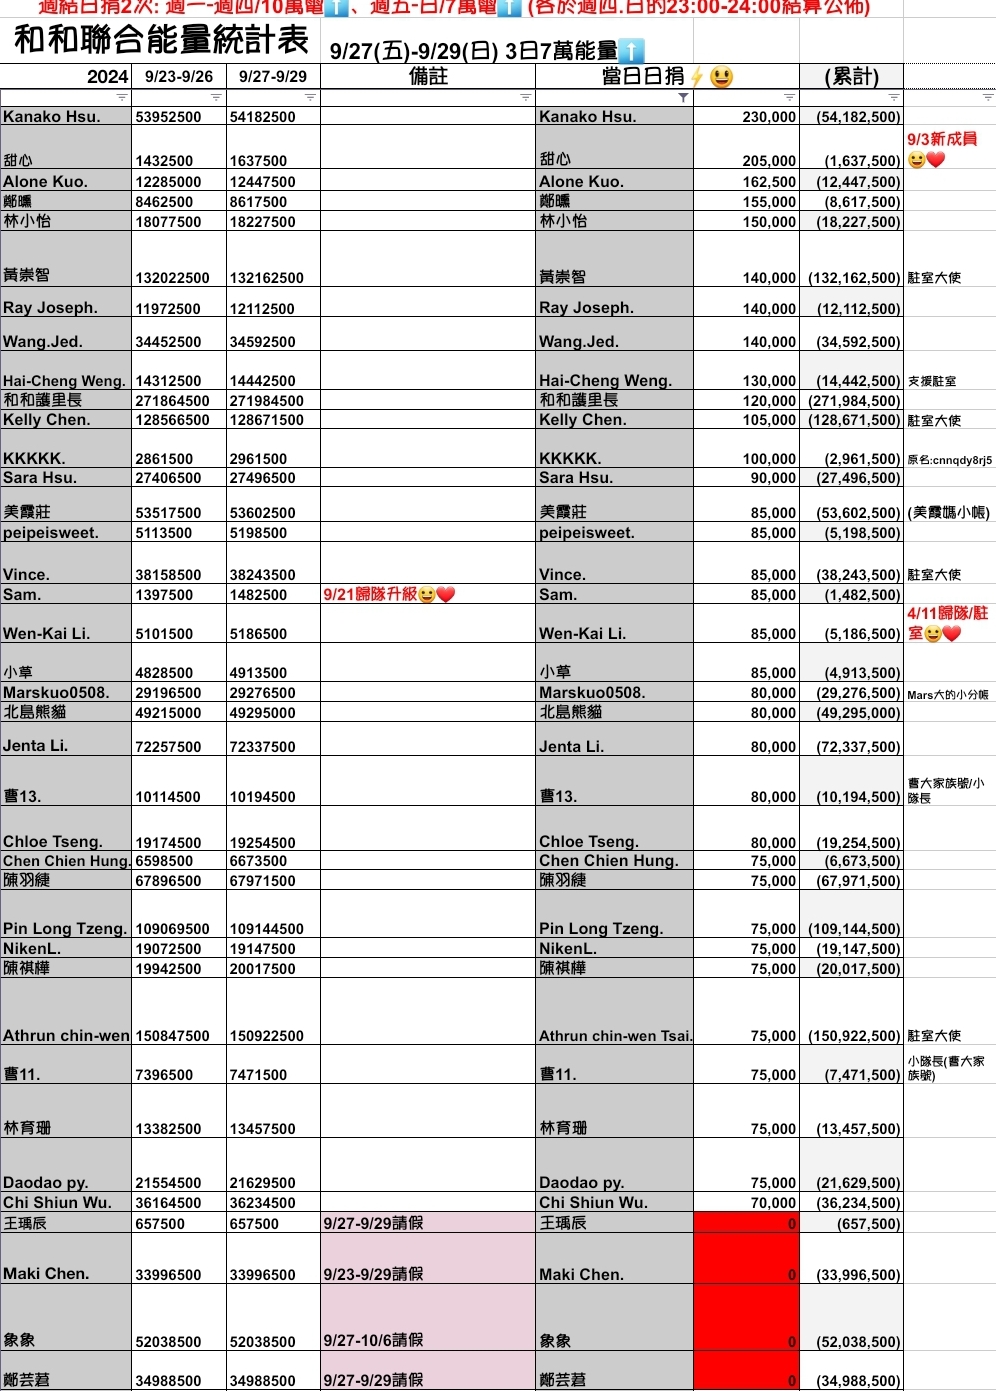 週結日捐2次: 週一-週四/10萬電⬆️、週五-日/7萬電⬆️ (各於週四.日的23:00-24:00結算公佈)
和和聯合能量統計表 9/27(五)-9/29(日) 3日7萬能量⬆️
2024 9/23-9/26 9/27-9/29 備註 當日日捐⚡😃 (累計)
Kanako Hsu. 53952500 54182500 Kanako Hsu. 230,000 (54,182,500)
9/3新成員
甜心 1432500 1637500 甜心 205,000 (1,637,500) 😃❤️
Alone Kuo. 12285000 12447500 Alone Kuo. 162,500 (12,447,500)
鄭曛 8462500 8617500 鄭曛 155,000 (8,617,500)
林小怡 18077500 18227500 林小怡 150,000 (18,227,500)
黃崇智 132022500 132162500 黃崇智 140,000 (132,162,500) 駐室大使
Ray Joseph. 11972500 12112500 Ray Joseph. 140,000 (12,112,500)
Wang.Jed. 34452500 34592500 Wang.Jed. 140,000 (34,592,500)
Hai-Cheng Weng. 14312500 14442500 Hai-Cheng Weng. 130,000 (14,442,500) 支援駐室
和和護里長 271864500 271984500 和和護里長 120,000 (271,984,500)
Kelly Chen. 128566500 128671500 Kelly Chen. 105,000 (128,671,500) 駐室大使
KKKKK. 2861500 2961500 KKKKK. 100,000 (2,961,500) 原名:cnnqdy8rj5
Sara Hsu. 27406500 27496500 Sara Hsu. 90,000 (27,496,500)
美霞莊 53517500 53602500 美霞莊 85,000 (53,602,500) (美霞媽小帳)
peipeisweet. 5113500 5198500 peipeisweet. 85,000 (5,198,500)
Vince. 38158500 38243500 Vince. 85,000 (38,243,500) 駐室大使
Sam. 1397500 1482500 9/21歸隊升級😃❤️ Sam. 85,000 (1,482,500)
4/11歸隊/駐
Wen-Kai Li. 5101500 5186500 Wen-Kai Li. 85,000 (5,186,500) 室😃❤️
小草 4828500 4913500 小草 85,000 (4,913,500)
Marskuo0508. 29196500 29276500 Marskuo0508. 80,000 (29,276,500) Mars大的小分帳
北島熊貓 49215000 49295000 北島熊貓 80,000 (49,295,000)
Jenta Li. 72257500 72337500 Jenta Li. 80,000 (72,337,500)
曹大家族號/小
曹13. 10114500 10194500 曹13. 80,000 (10,194,500) 隊長
Chloe Tseng. 19174500 19254500 Chloe Tseng. 80,000 (19,254,500)
Chen Chien Hung. 6598500 6673500 Chen Chien Hung. 75,000 (6,673,500)
陳羽緁 67896500 67971500 陳羽緁 75,000 (67,971,500)
Pin Long Tzeng. 109069500 109144500 Pin Long Tzeng. 75,000 (109,144,500)
NikenL. 19072500 19147500 NikenL. 75,000 (19,147,500)
陳祺樺 19942500 20017500 陳祺樺 75,000 (20,017,500)
Athrun chin-wen 150847500 150922500 Athrun chin-wen Tsai. 75,000 (150,922,500) 駐室大使
小隊長(曹大家
曹11. 7396500 7471500 曹11. 75,000 (7,471,500) 族號)
林育珊 13382500 13457500 林育珊 75,000 (13,457,500)
Daodao py. 21554500 21629500 Daodao py. 75,000 (21,629,500)
Chi Shiun Wu. 36164500 36234500 Chi Shiun Wu. 70,000 (36,234,500)
王瑀辰 657500 657500 9/27-9/29請假 王瑀辰 0 (657,500)
Maki Chen. 33996500 33996500 9/23-9/29請假 Maki Chen. 0 (33,996,500)
象象 52038500 52038500 9/27-10/6請假 象象 0 (52,038,500)
鄭芸菩 34988500 34988500 9/27-9/29請假 鄭芸菩 0 (34,988,500)